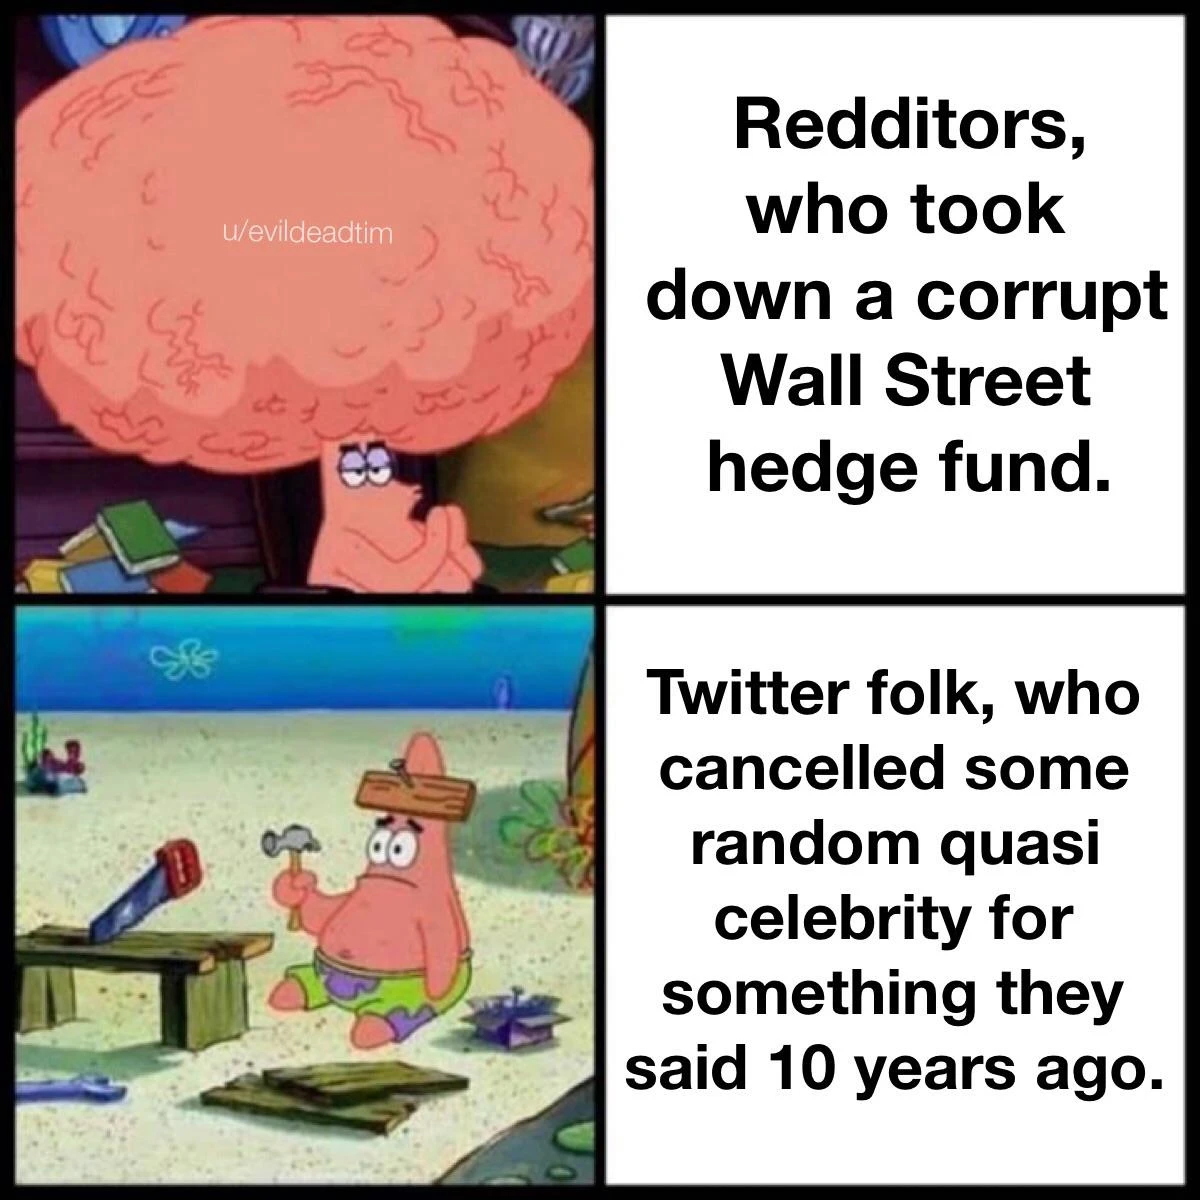 u/evildeadtim
Redditors,
who took
down a corrupt
Wall Street
hedge fund.
Twitter folk, who
cancelled some
random quasi
celebrity for
something they
said 10 years ago.